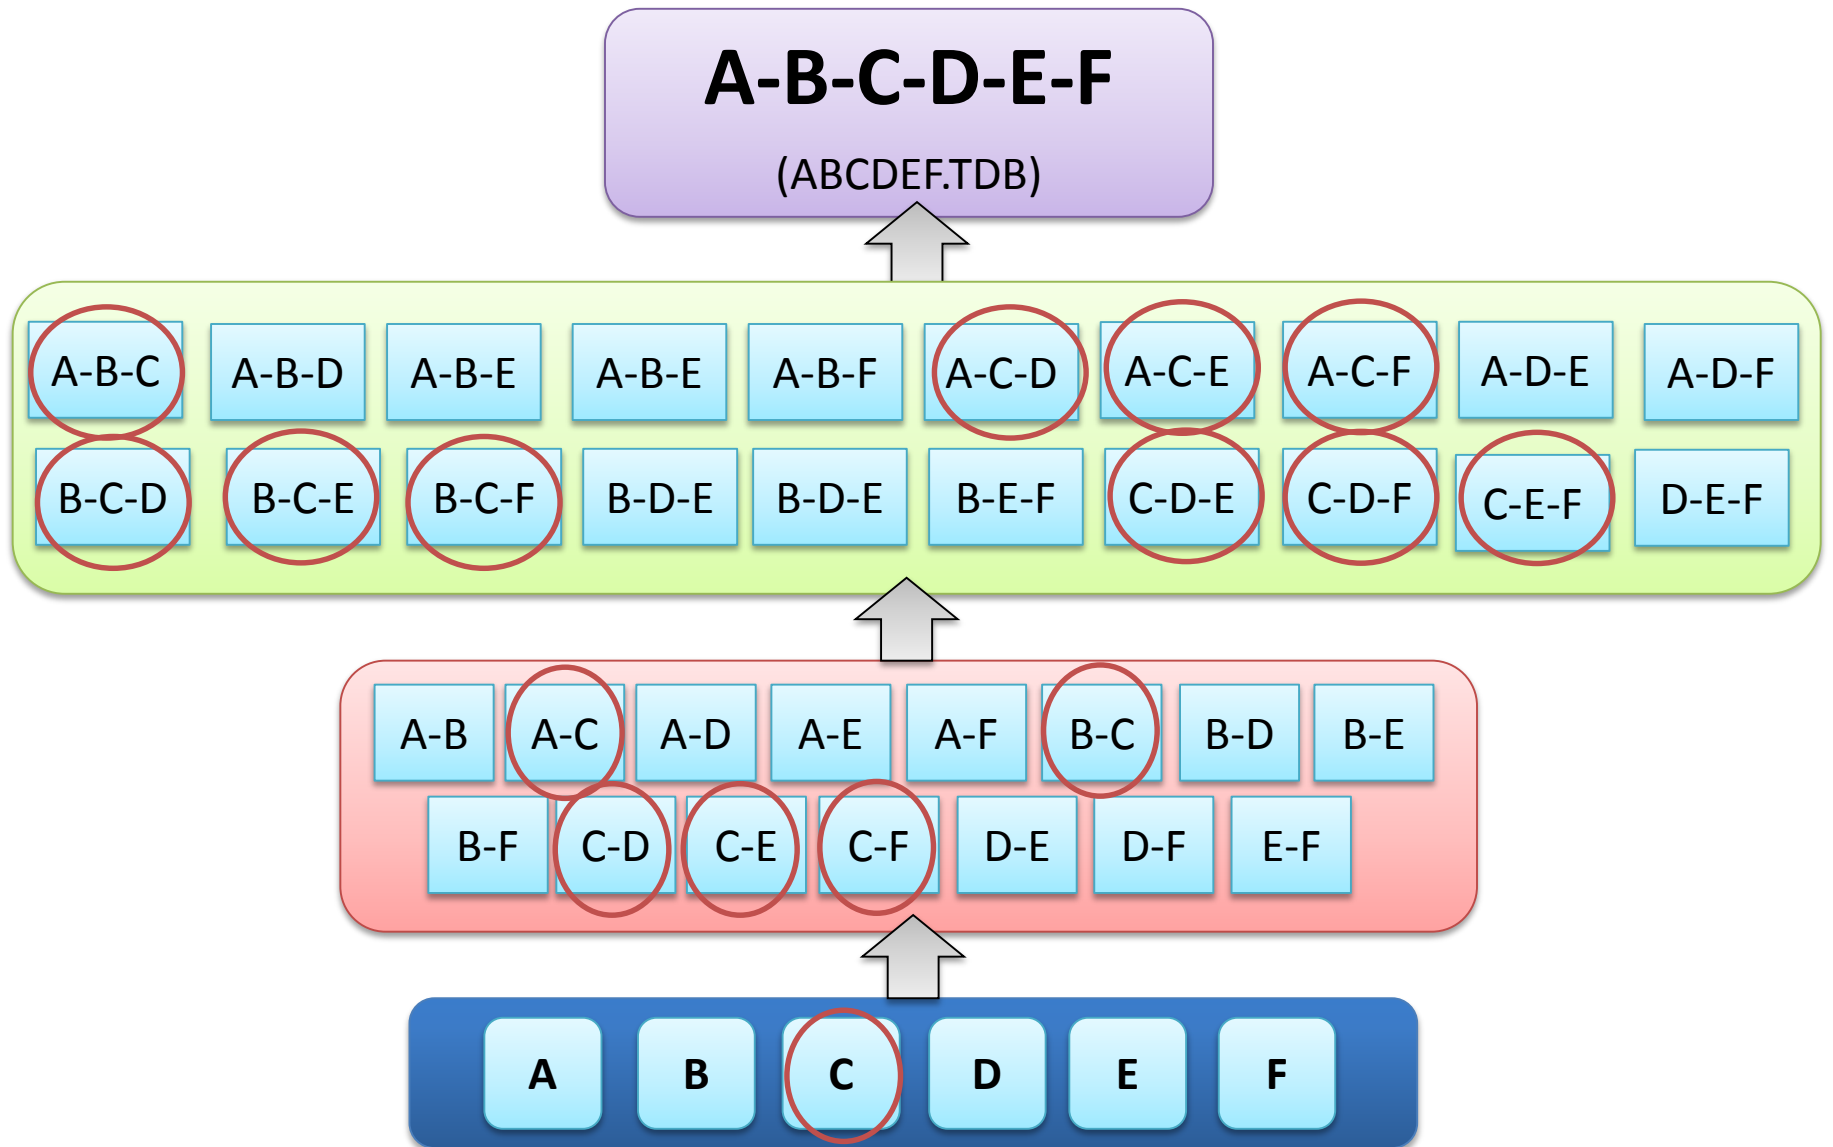 A-B-C-D-E-F
(ABCDEF.TDB)
A-B-C A-B-D A-B-E A-B-E A-B-F A-C-D A-C-E A-C-F A-D-E A-D-F
B-C-D B-C-E B-C-F B-D-E B-D-E B-E-F C-D-E C-D-F C-E-F D-E-F
A-B A-C A-D A-E A-F B-C B-D B-E
B-F C-D C-E C-F D-E D-F E-F
A B C D E F